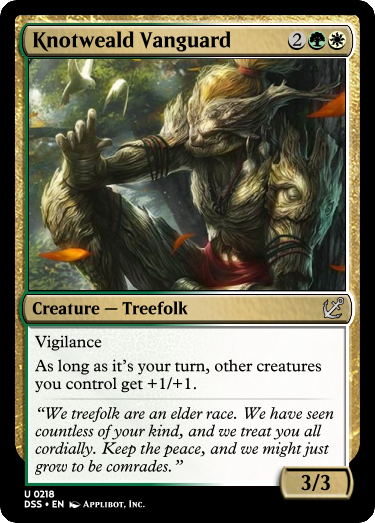 Knotweald Vanguard 2
Creature — Treefolk
Vigilance
As long as it's your turn, other creatures
you control get +1/+1.
"We treefolk are an elder race. We have seen
countless of your kind, and we treat you all
cordially. Keep the peace, and we might just
grow to be comrades."
3/3
U 0218
DSS • EN Applibot, Inc.